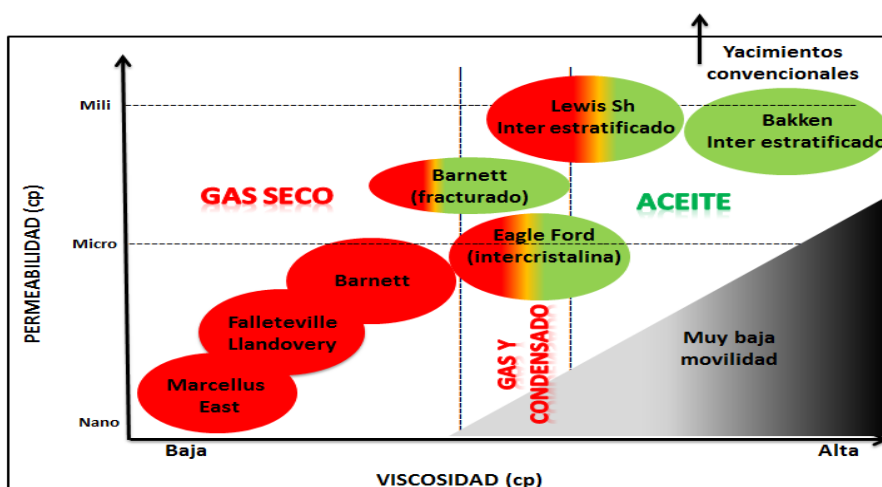 Yacimientos
convencionales
Mili
Lewis Sh
Inter estratificado
Bakken
Inter estratificado
Barnett
(fracturado)
GAS SECO
ACEITE
PERMEABILIDAD (cp)
Micro
Eagle Ford
(intercristalina)
Barnett
Falleteville
Llandovery
GAS Y
CONDENSADO
Muy baja
movilidad
Marcellus
East
Nano
Baja
Alta
VISCOSIDAD (cp)